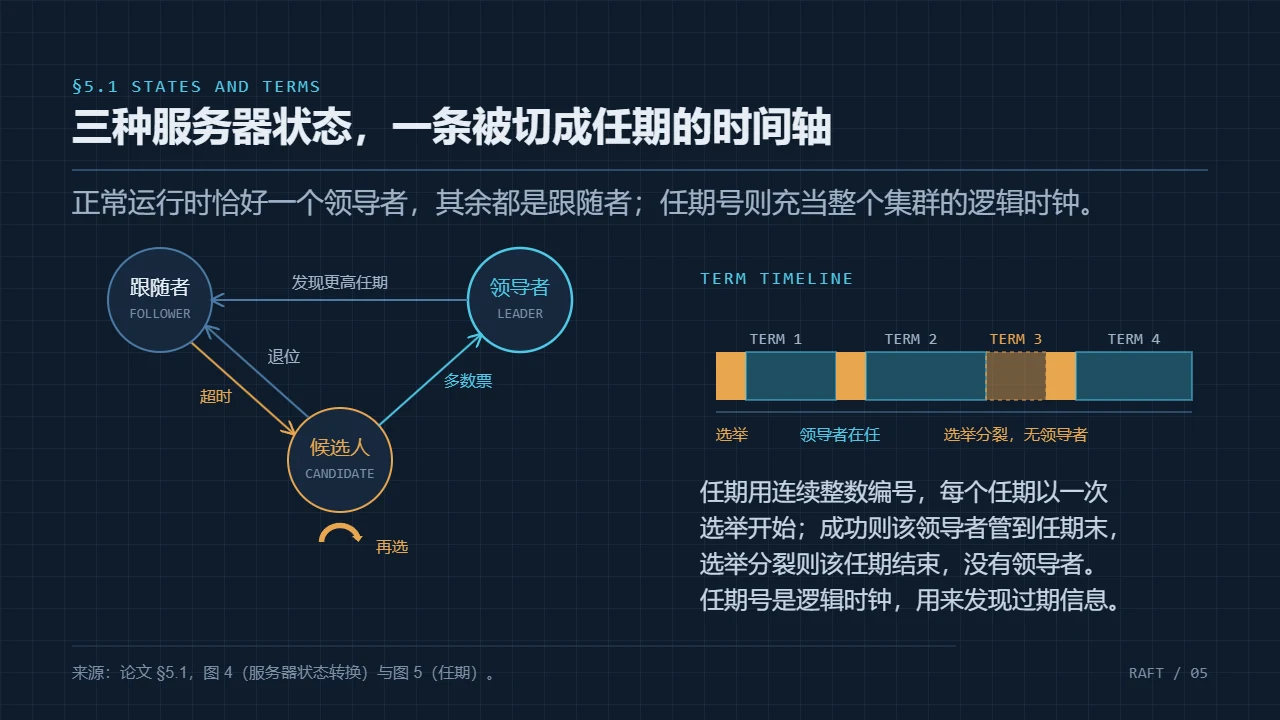 §5.1 STATES AND TERMS
三种服务器状态，一条被切成任期的时间轴
正常运行时恰好一个领导者，其余都是跟随者；任期号则充当整个集群的逻辑时钟。
跟随者
FOLLOWER
发现更高任期
领导者
LEADER
退位
超时
多数票
候选人
CANDIDATE
再选
TERM TIMELINE
TERM 1
TERM 2
TERM 3
TERM 4
选举
领导者在任
选举分裂，无领导者
任期用连续整数编号，每个任期以一次
选举开始；成功则该领导者管到任期末，
选举分裂则该任期结束，没有领导者。
任期号是逻辑时钟，用来发现过期信息。
来源：论文 §5.1，图 4（服务器状态转换）与图 5（任期）。
RAFT / 05